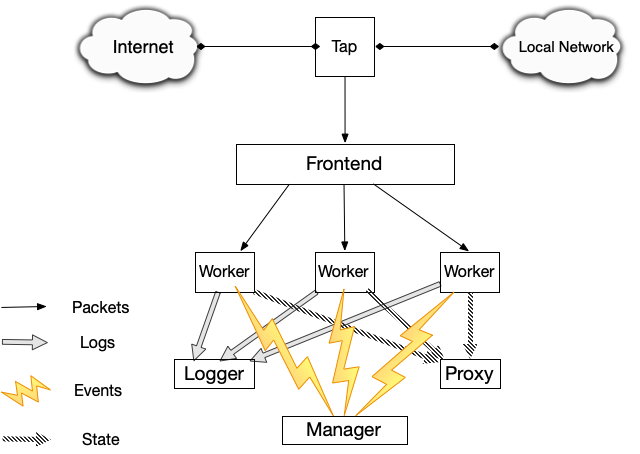 Internet
Tap
Local Network
Frontend
Worker
Worker
Worker
Packets
Logs
Logger
Proxy
Events
Manager
State